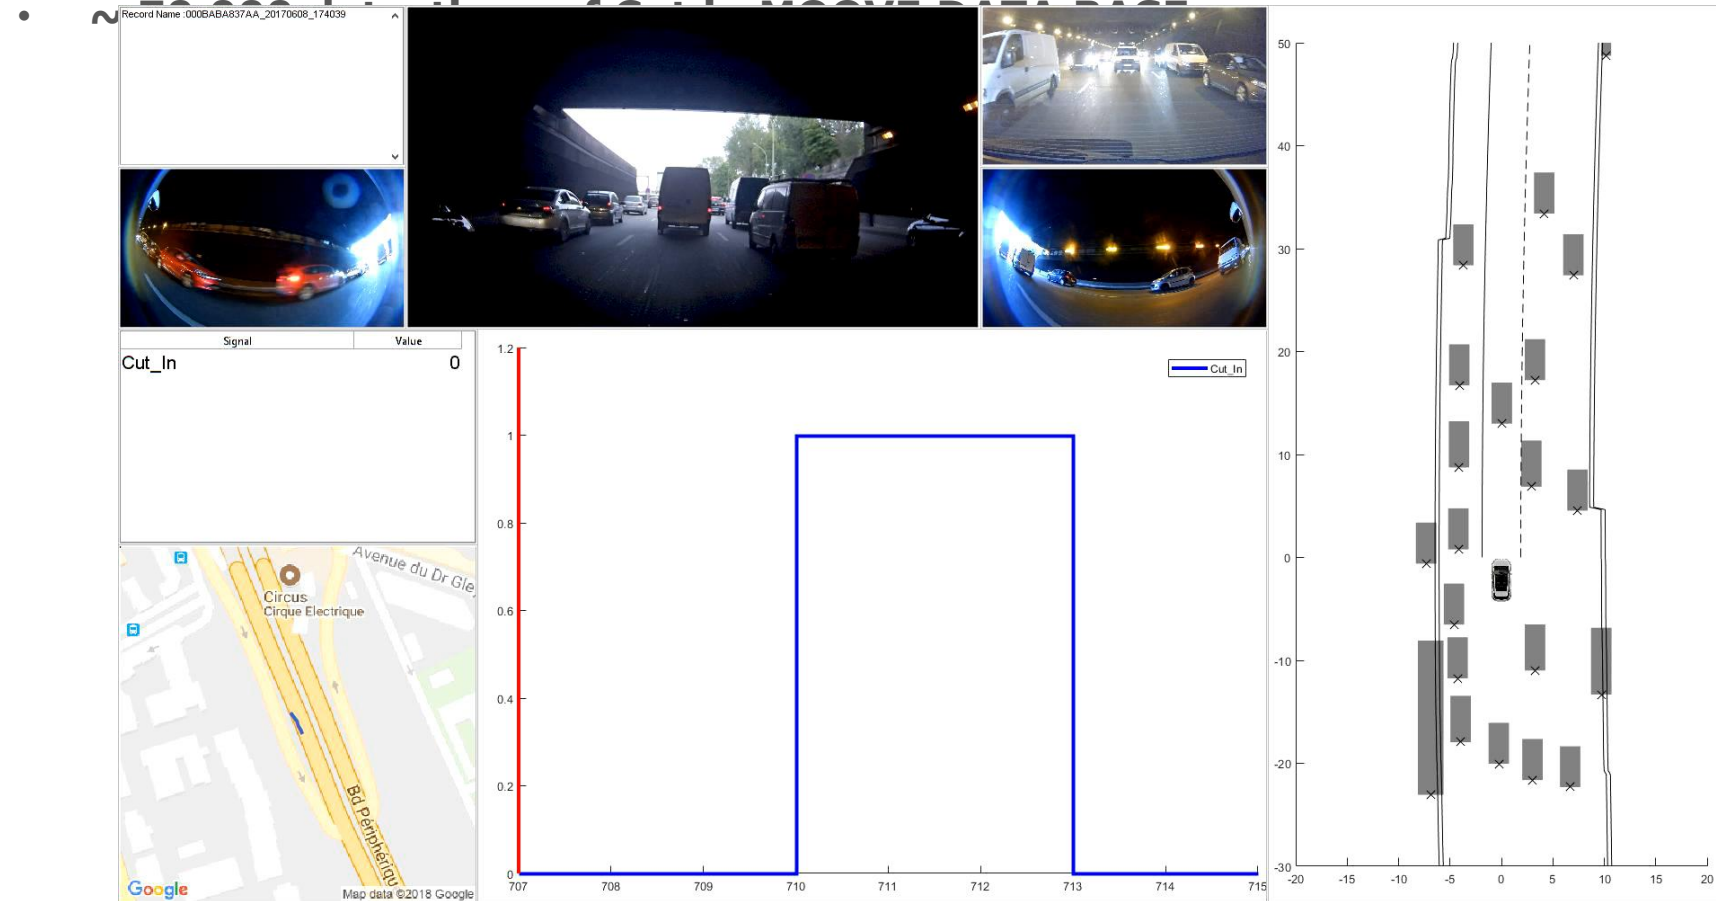 Record Name :000BABA837AA_20170608_174039
Signal Value
Cut_In 0
Circus
Cirque Electrique
Avenue du Dr Gle
Bd Périphériqu
Google
Map data ©2018 Google
Cut_In
1.2
1
0.8
0.6
0.4
0.2
0
707 708 709 710 711 712 713 714 715
50
40
30
20
10
0
-10
-20
-30
-20 -15 -10 -5 0 5 10 15 20